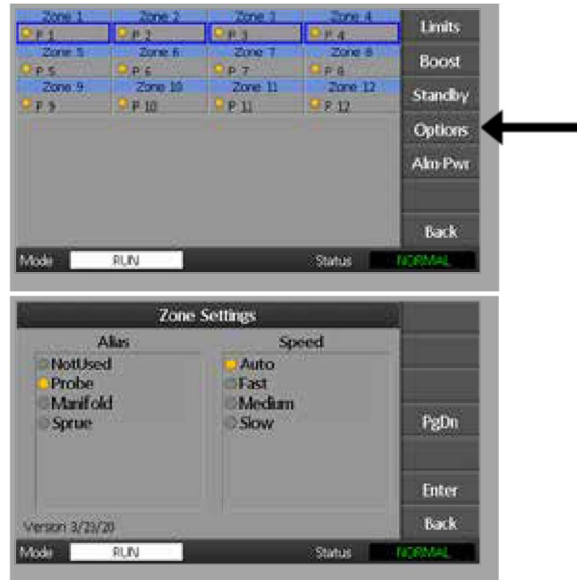 Zone 1 Zone 2 Zone 3 Zone 4 Limits
P 1 P 2 P 3 P 4
Zone 5 Zone 6 Zone 7 Zone 8 Boost
P 5 P 6 P 7 P 8
Zone 9 Zone 10 Zone 11 Zone 12 Standby
P 9 P 10 P 11 P 12
Options
Alm-Pwr
Back
Mode RUN Status NORMAL
Zone Settings
Alias Speed
NotUsed Auto
Probe Fast
Manifold Medium
Sprue Slow PgDn
Enter
Version 3/23/20 Back
Mode RUN Status NORMAL